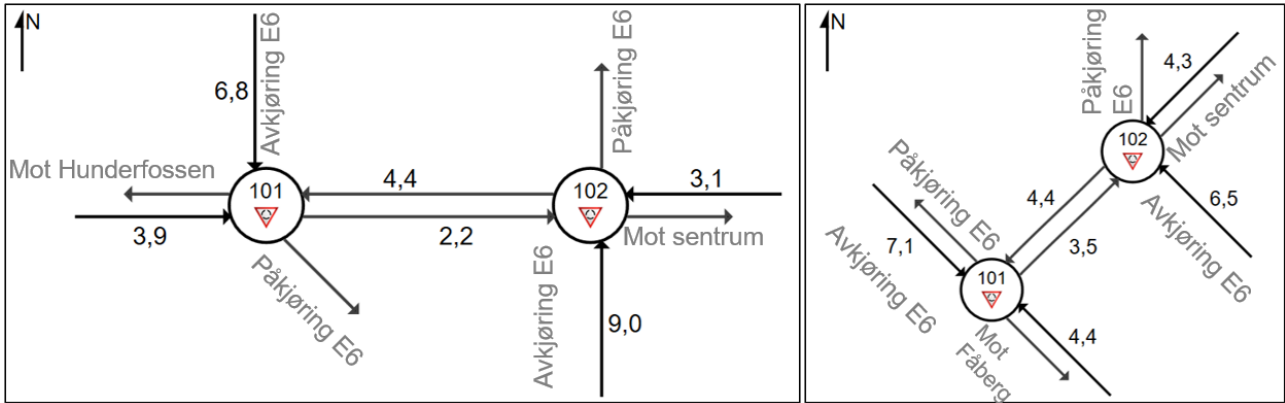 N
Avkjøring E6
6,8
Mot Hunderfossen
101
3,9
4,4
2,2
Påkjøring E6
Påkjøring E6
102
3,1
Mot sentrum
Avkjøring E6
9,0
N
Påkjøring
E6
4,3
Mot sentrum
102
6,5
Avkjøring E6
4,4
3,5
Påkjøring E6
7,1
Avkjøring E6
101
4,4
Mot
Fåberg